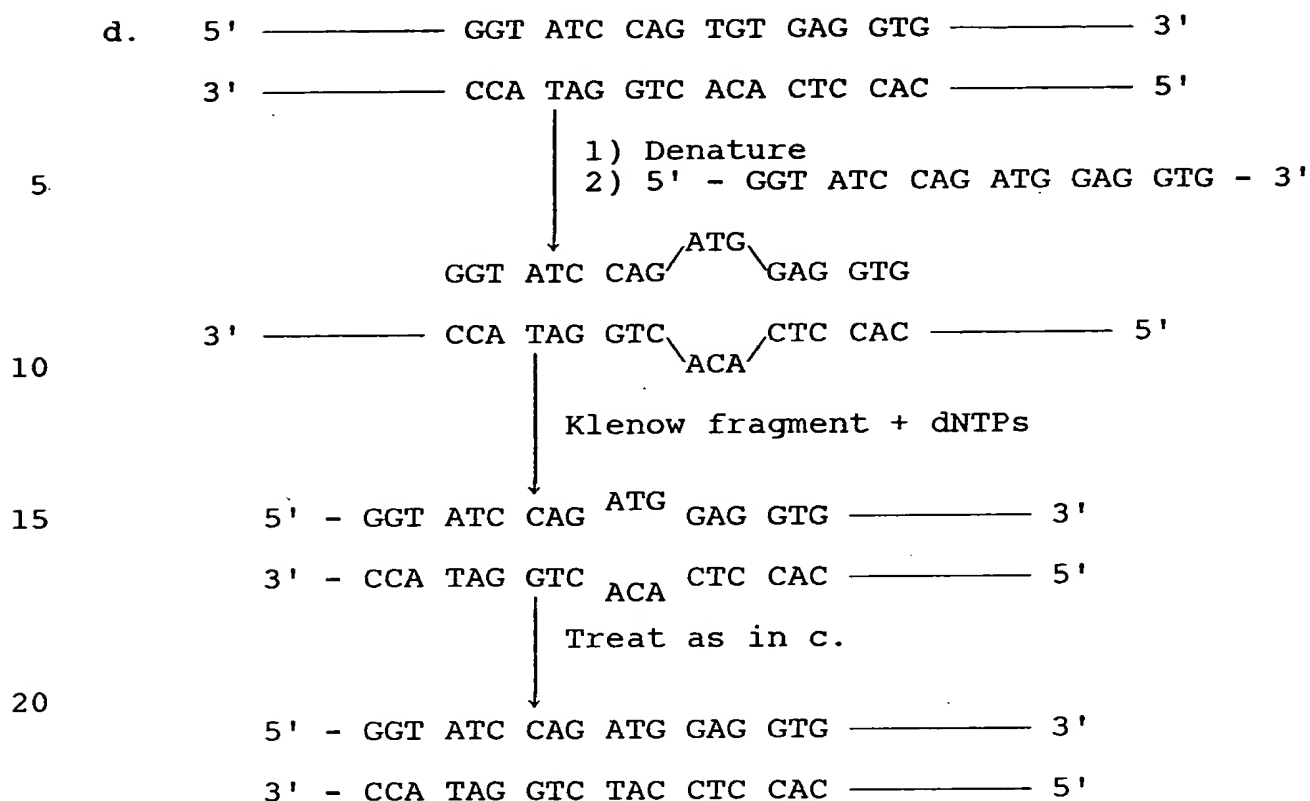 d. 5' ——— GGT ATC CAG TGT GAG GTG ——— 3'
3' ——— CCA TAG GTC ACA CTC CAC ——— 5'
1) Denature
5 2) 5' - GGT ATC CAG ATG GAG GTG - 3'
ATG
GGT ATC CAG GAG GTG
3' ——— CCA TAG GTC CTC CAC ——— 5'
10 ACA
Klenow fragment + dNTPs
ATG
15 5' - GGT ATC CAG GAG GTG ——— 3'
3' - CCA TAG GTC CTC CAC ——— 5'
ACA
Treat as in c.
20
5' - GGT ATC CAG ATG GAG GTG ——— 3'
3' - CCA TAG GTC TAC CTC CAC ——— 5'